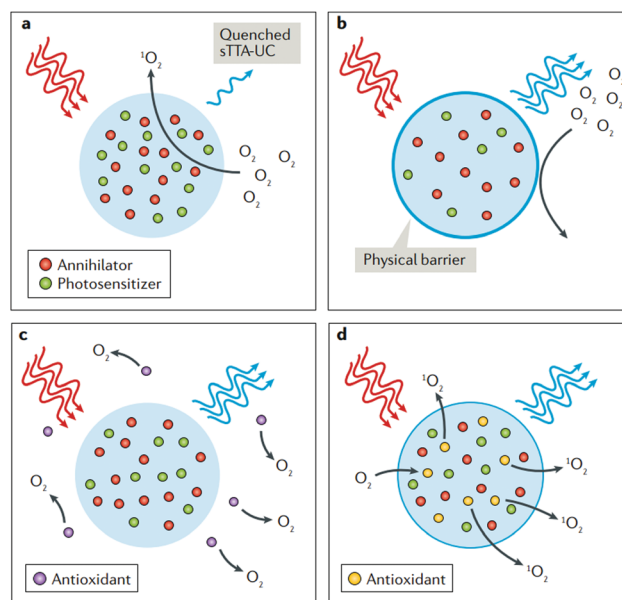 a
¹O₂
Quenched
sTTA-UC
O₂
O₂
O₂
O₂
Annihilator
Photosensitizer
b
O₂
O₂
O₂
O₂
O₂
Physical barrier
c
O₂
O₂
O₂
O₂
O₂
Antioxidant
d
¹O₂
O₂
¹O₂
¹O₂
¹O₂
Antioxidant